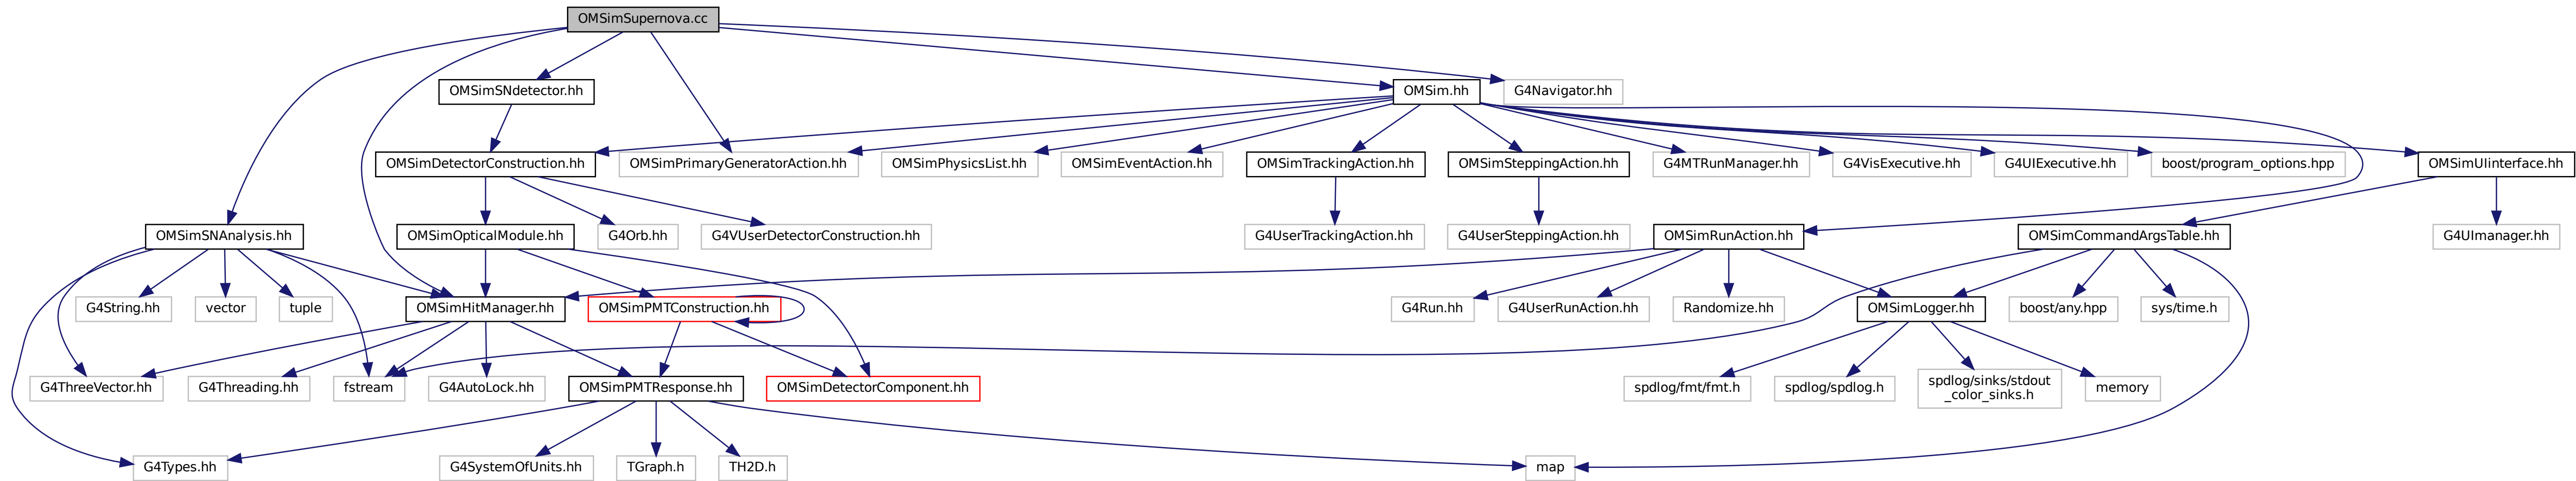 OMSimSupernova.cc
OMSimSNdetector.hh
OMSim.hh
G4Navigator.hh
OMSimDetectorConstruction.hh
OMSimPrimaryGeneratorAction.hh
OMSimPhysicsList.hh
OMSimEventAction.hh
OMSimTrackingAction.hh
OMSimSteppingAction.hh
G4MTRunManager.hh
G4VisExecutive.hh
G4UIExecutive.hh
boost/program_options.hpp
OMSimUIinterface.hh
OMSimSNAnalysis.hh
OMSimOpticalModule.hh
G4Orb.hh
G4VUserDetectorConstruction.hh
G4UserTrackingAction.hh
G4UserSteppingAction.hh
OMSimRunAction.hh
OMSimCommandArgsTable.hh
G4UImanager.hh
G4String.hh
vector
tuple
OMSimHitManager.hh
OMSimPMTConstruction.hh
G4Run.hh
G4UserRunAction.hh
Randomize.hh
OMSimLogger.hh
boost/any.hpp
sys/time.h
G4ThreeVector.hh
G4Threading.hh
fstream
G4AutoLock.hh
OMSimPMTResponse.hh
OMSimDetectorComponent.hh
spdlog/fmt/fmt.h
spdlog/spdlog.h
spdlog/sinks/stdout
_color_sinks.h
memory
G4Types.hh
G4SystemOfUnits.hh
TGraph.h
TH2D.h
map